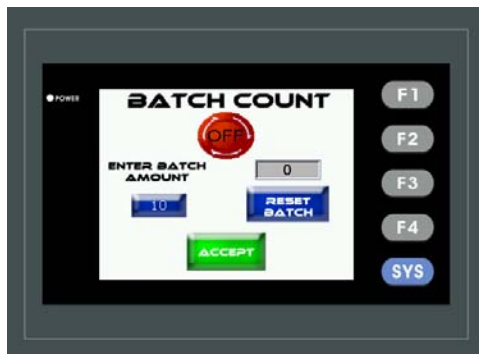 POWER
BATCH COUNT
OFF
ENTER BATCH
AMOUNT
0
10
RESET
BATCH
ACCEPT
F1
F2
F3
F4
SYS